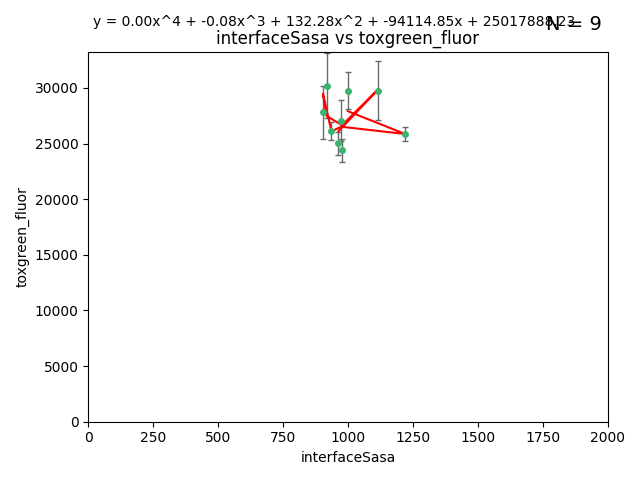 y = 0.00x^4 + -0.08x^3 + 132.28x^2 + -94114.85x + 25017888.23
N = 9
interfaceSasa vs toxgreen_fluor
30000
25000
20000
15000
10000
5000
0
toxgreen_fluor
0 250 500 750 1000 1250 1500 1750 2000
interfaceSasa